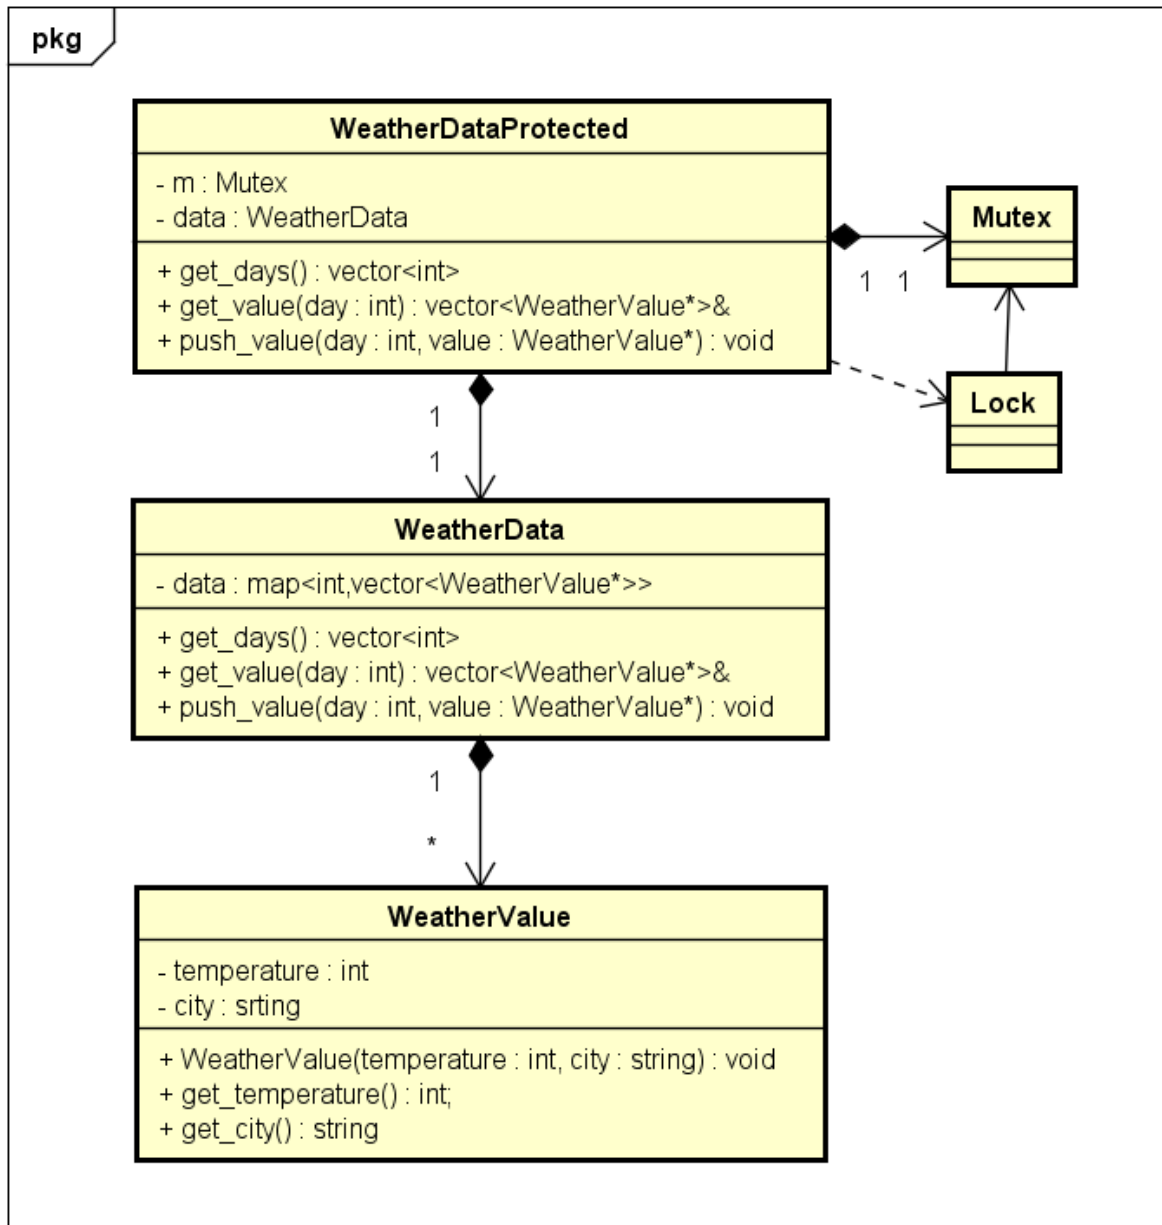 pkg
WeatherDataProtected
- m : Mutex
- data : WeatherData
+ get_days() : vector<int>
+ get_value(day : int) : vector<WeatherValue*>&
+ push_value(day : int, value : WeatherValue*) : void
Mutex
1 1
Lock
1
1
WeatherData
- data : map<int,vector<WeatherValue*>>
+ get_days() : vector<int>
+ get_value(day : int) : vector<WeatherValue*>&
+ push_value(day : int, value : WeatherValue*) : void
1
*
WeatherValue
- temperature : int
- city : srting
+ WeatherValue(temperature : int, city : string) : void
+ get_temperature() : int;
+ get_city() : string